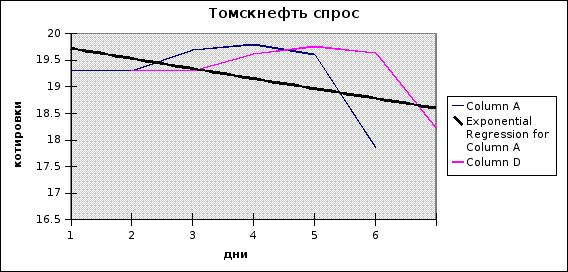 Томскнефть спрос
20
19.5
19
18.5
18
17.5
17
16.5
1 2 3 4 5 6
котировки
дни
Column A
Exponential
Regression for
Column A
Column D